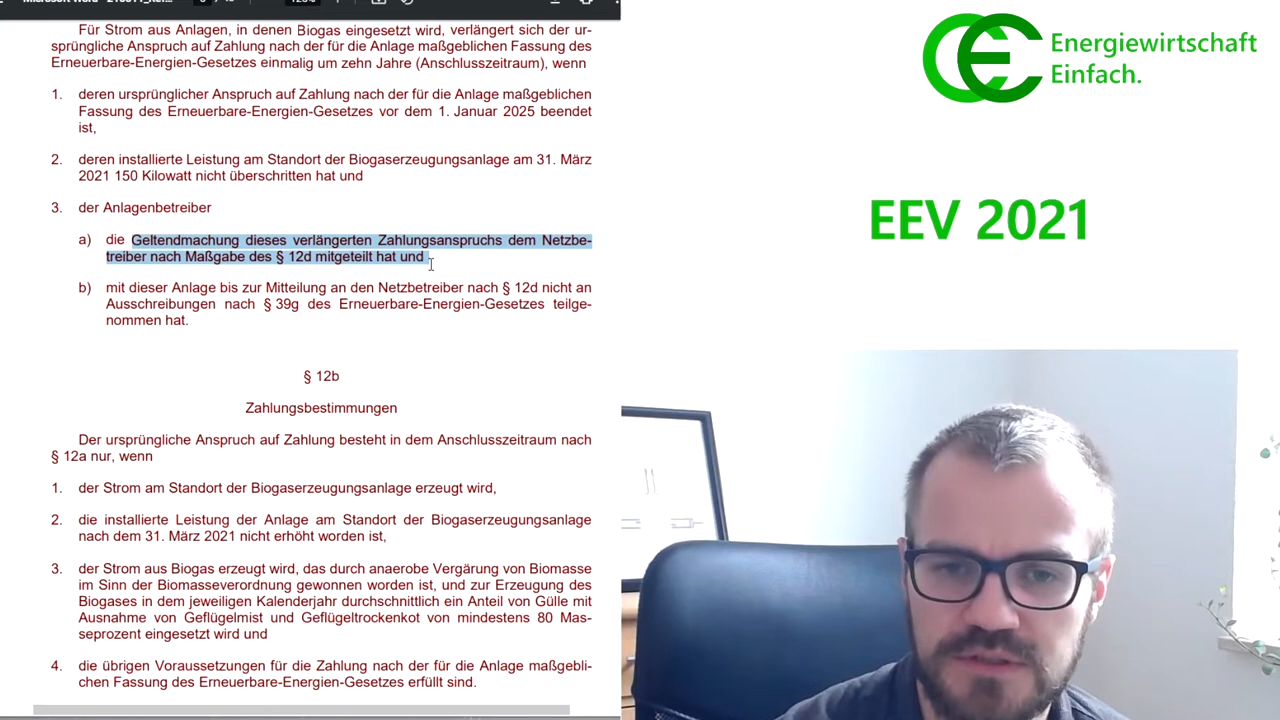 Für Strom aus Anlagen, in denen Biogas eingesetzt wird, verlängert sich der ur-
sprüngliche Anspruch auf Zahlung nach der für die Anlage maßgeblichen Fassung des
Erneuerbare-Energien-Gesetzes einmalig um zehn Jahre (Anschlusszeitraum), wenn
1. deren ursprünglicher Anspruch auf Zahlung nach der für die Anlage maßgeblichen
Fassung des Erneuerbare-Energien-Gesetzes vor dem 1. Januar 2025 beendet
ist,
2. deren installierte Leistung am Standort der Biogaserzeugungsanlage am 31. März
2021 150 Kilowatt nicht überschritten hat und
3. der Anlagenbetreiber
a) die Geltendmachung dieses verlängerten Zahlungsanspruchs dem Netzbe-
treiber nach Maßgabe des § 12d mitgeteilt hat und
b) mit dieser Anlage bis zur Mitteilung an den Netzbetreiber nach § 12d nicht an
Ausschreibungen nach § 39g des Erneuerbare-Energien-Gesetzes teilge-
nommen hat.
§ 12b
Zahlungsbestimmungen
Der ursprüngliche Anspruch auf Zahlung besteht in dem Anschlusszeitraum nach
§ 12a nur, wenn
1. der Strom am Standort der Biogaserzeugungsanlage erzeugt wird,
2. die installierte Leistung der Anlage am Standort der Biogaserzeugungsanlage
nach dem 31. März 2021 nicht erhöht worden ist,
3. der Strom aus Biogas erzeugt wird, das durch anaerobe Vergärung von Biomasse
im Sinn der Biomasseverordnung gewonnen worden ist, und zur Erzeugung des
Biogases in dem jeweiligen Kalenderjahr durchschnittlich ein Anteil von Gülle mit
Ausnahme von Geflügelmist und Geflügeltrockenkot von mindestens 80 Mas-
seprozent eingesetzt wird und
4. die übrigen Voraussetzungen für die Zahlung nach der für die Anlage maßgebli-
chen Fassung des Erneuerbare-Energien-Gesetzes erfüllt sind.
Energiewirtschaft
Einfach.
EEV 2021